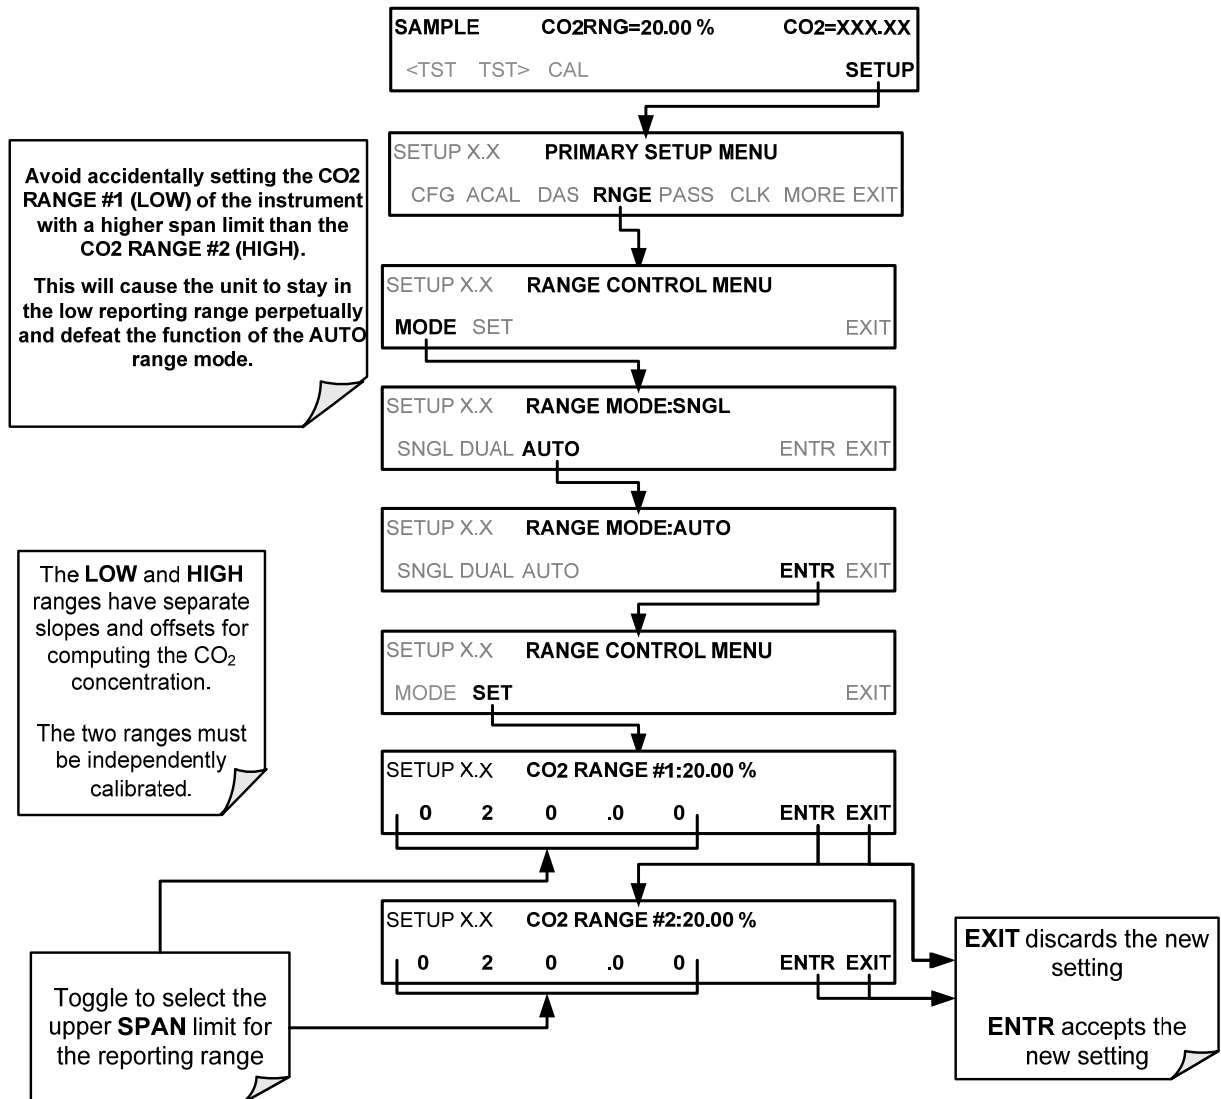 SAMPLE CO2RNG=20.00 % CO2=XXX.XX
<TST TST> CAL SETUP
SETUP X.X PRIMARY SETUP MENU
CFG ACAL DAS RNGE PASS CLK MORE EXIT
Avoid accidentally setting the CO2
RANGE #1 (LOW) of the instrument
with a higher span limit than the
CO2 RANGE #2 (HIGH).
This will cause the unit to stay in
the low reporting range perpetually
and defeat the function of the AUTO
range mode.
SETUP X.X RANGE CONTROL MENU
MODE SET EXIT
SETUP X.X RANGE MODE:SNGL
SNGL DUAL AUTO ENTR EXIT
SETUP X.X RANGE MODE:AUTO
SNGL DUAL AUTO ENTR EXIT
The LOW and HIGH
ranges have separate
slopes and offsets for
computing the CO₂
concentration.
The two ranges must
be independently
calibrated.
SETUP X.X RANGE CONTROL MENU
MODE SET EXIT
SETUP X.X CO2 RANGE #1:20.00 %
0 2 0 .0 0 ENTR EXIT
SETUP X.X CO2 RANGE #2:20.00 %
0 2 0 .0 0 ENTR EXIT
Toggle to select the
upper SPAN limit for
the reporting range
EXIT discards the new
setting
ENTR accepts the
new setting